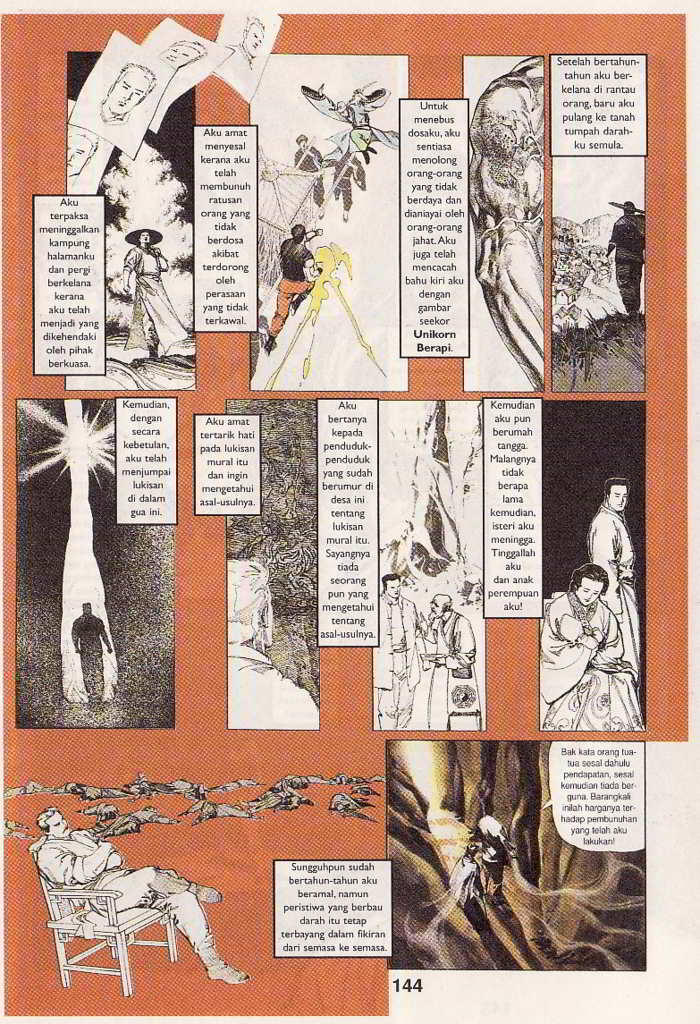 Aku
terpaksa
meninggalkan
kampung
halamanku
dan pergi
berkelana
kerana
aku telah
menjadi yang
dikehendaki
oleh pihak
berkuasa.
Aku amat
menyesal
kerana aku
telah
membunuh
ratusan
orang yang
tidak
berdosa
akibat
terdorong
oleh
perasaan
yang tidak
terkawal.
Untuk
menebus
dosaku, aku
sentiasa
menolong
orang-orang
yang tidak
berdaya dan
dianiayai oleh
orang-orang
jahat. Aku
juga telah
mencacah
bahu kiri aku
dengan
gambar
seekor
Unikorn
Berapi.
Setelah bertahun-
tahun aku ber-
kelana di rantau
orang, baru aku
pulang ke tanah
tumpah darah-
ku semula.
Kemudian,
dengan
secara
kebetulan,
aku telah
menjumpai
lukisan
di dalam
gua ini.
Aku amat
tertarik hati
pada lukisan
mural itu
dan ingin
mengetahui
asal-usulnya.
Aku
bertanya
kepada
penduduk-
penduduk
yang sudah
berumur di
desa ini
tentang
lukisan
mural itu.
Sayangnya
tiada
seorang
pun yang
mengetahui
tentang
asal-usulnya.
Kemudian
aku pun
berumah
tangga.
Malangnya
tidak
berapa
lama
kemudian,
isteri aku
meningga.
Tinggallah
aku
dan anak
perempuan
aku!
Sungguhpun sudah
bertahun-tahun aku
beramal, namun
peristiwa yang berbau
darah itu tetap
terbayang dalam fikiran
dari semasa ke semasa.
Bak kata orang tua-
tua sesal dahulu
pendapatan, sesal
kemudian tiada ber-
guna. Barangkali
inilah harganya ter-
hadap pembunuhan
yang telah aku
lakukan!
144